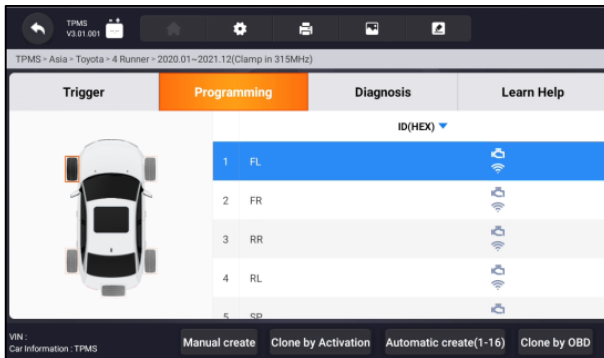 TPMS
V3.01.001
TPMS > Asia > Toyota > 4 Runner > 2020.01~2021.12(Clamp in 315MHz)
Trigger Programming Diagnosis Learn Help
ID(HEX)
1 FL
2 FR
3 RR
4 RL
5 SP
VIN :
Car Information : TPMS
Manual create Clone by Activation Automatic create(1-16) Clone by OBD